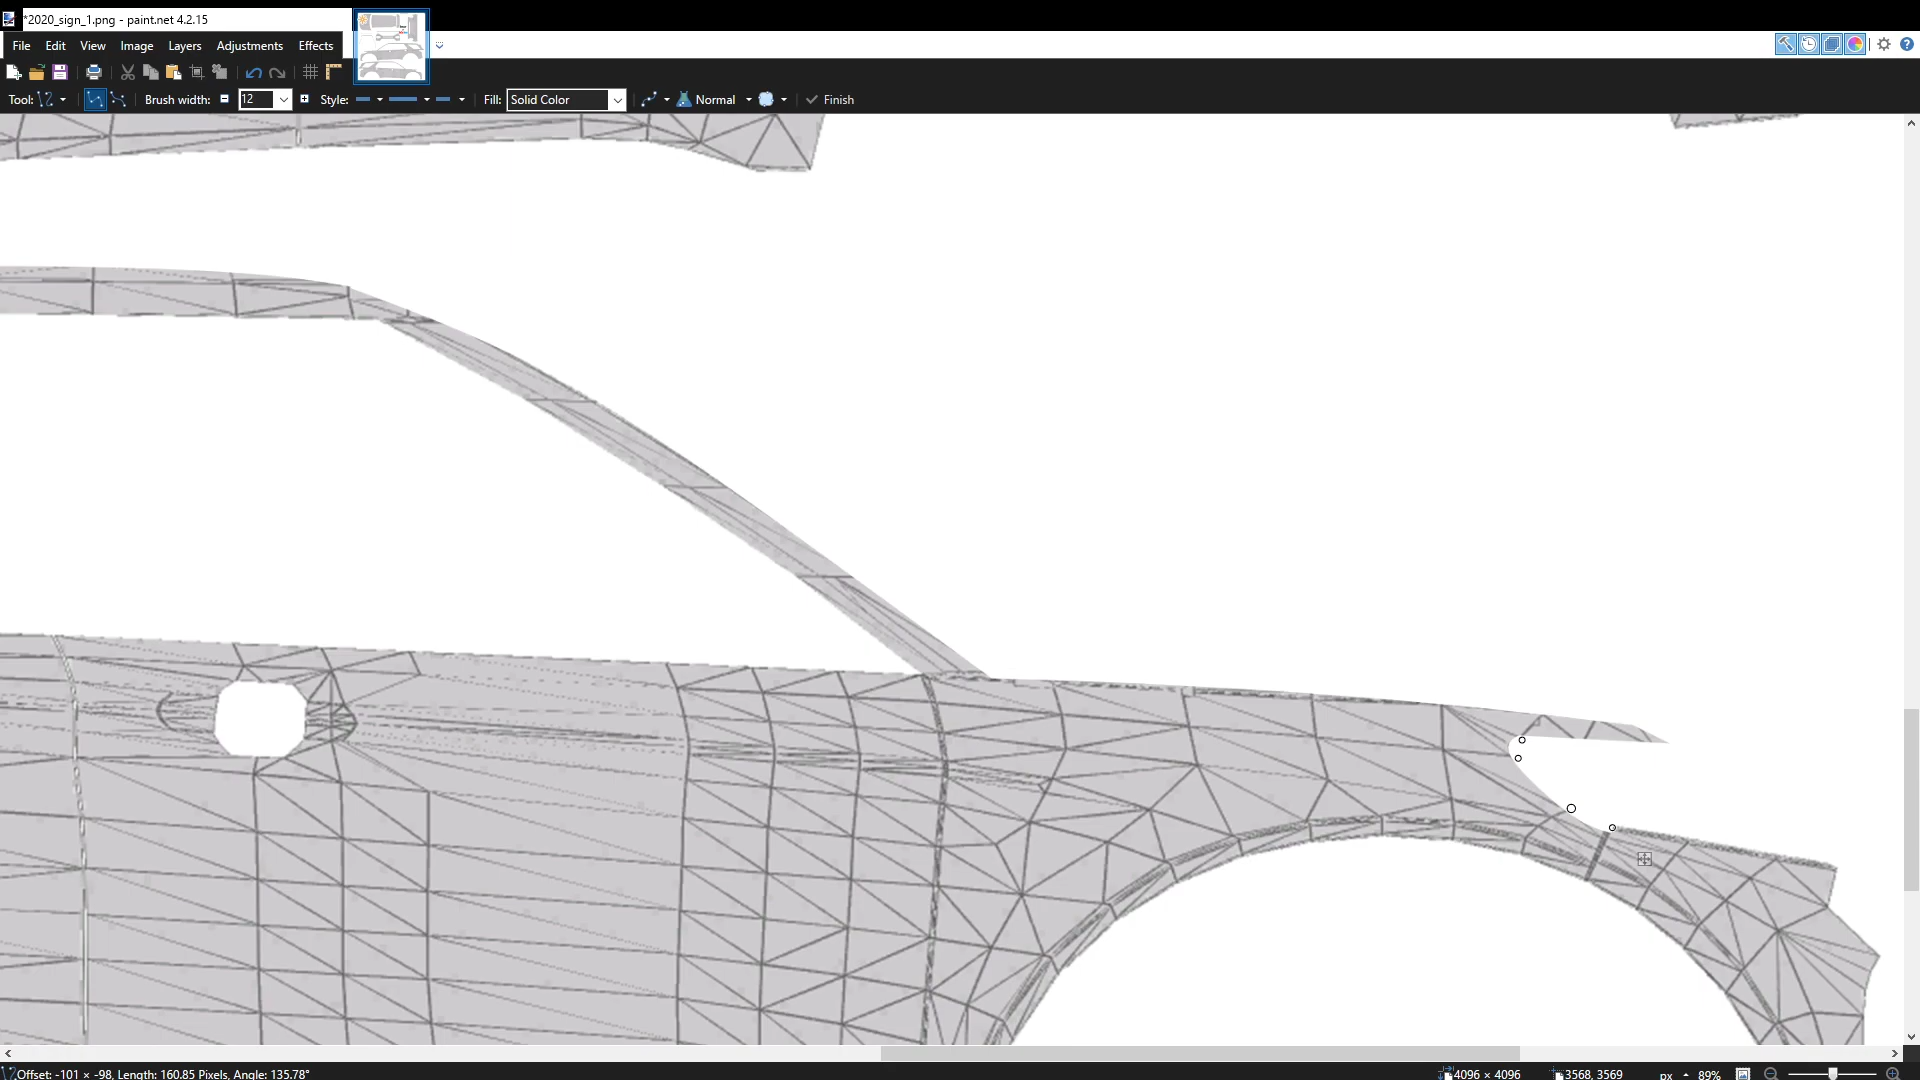 *2020_sign_1.png - paint.net 4.2.15
File Edit View Image Layers Adjustments Effects
Tool: Brush width: 12 Style: Fill: Solid Color Normal Finish
Offset: -101 × -98, Length: 160.85 Pixels, Angle: 135.78° 4096 × 4096 3568, 3569 px 89%